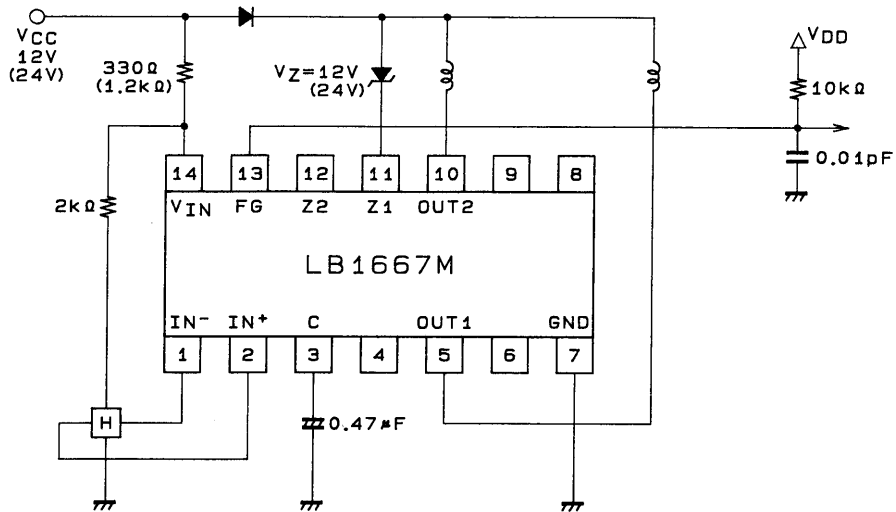 VCC
12V
(24V)
330Ω
(1.2kΩ)
VZ=12V
(24V)
VDD
10kΩ
0.01pF
2kΩ
14 13 12 11 10 9 8
VIN FG Z2 Z1 OUT2
LB1667M
IN- IN+ C OUT1 GND
1 2 3 4 5 6 7
H
0.47μF